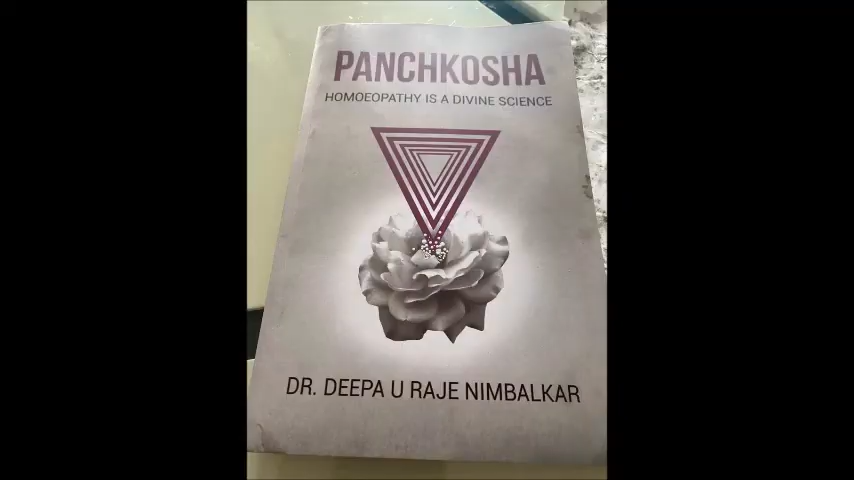 PANCHKOSHA
HOMOEOPATHY IS A DIVINE SCIENCE
DR. DEEPA U RAJE NIMBALKAR